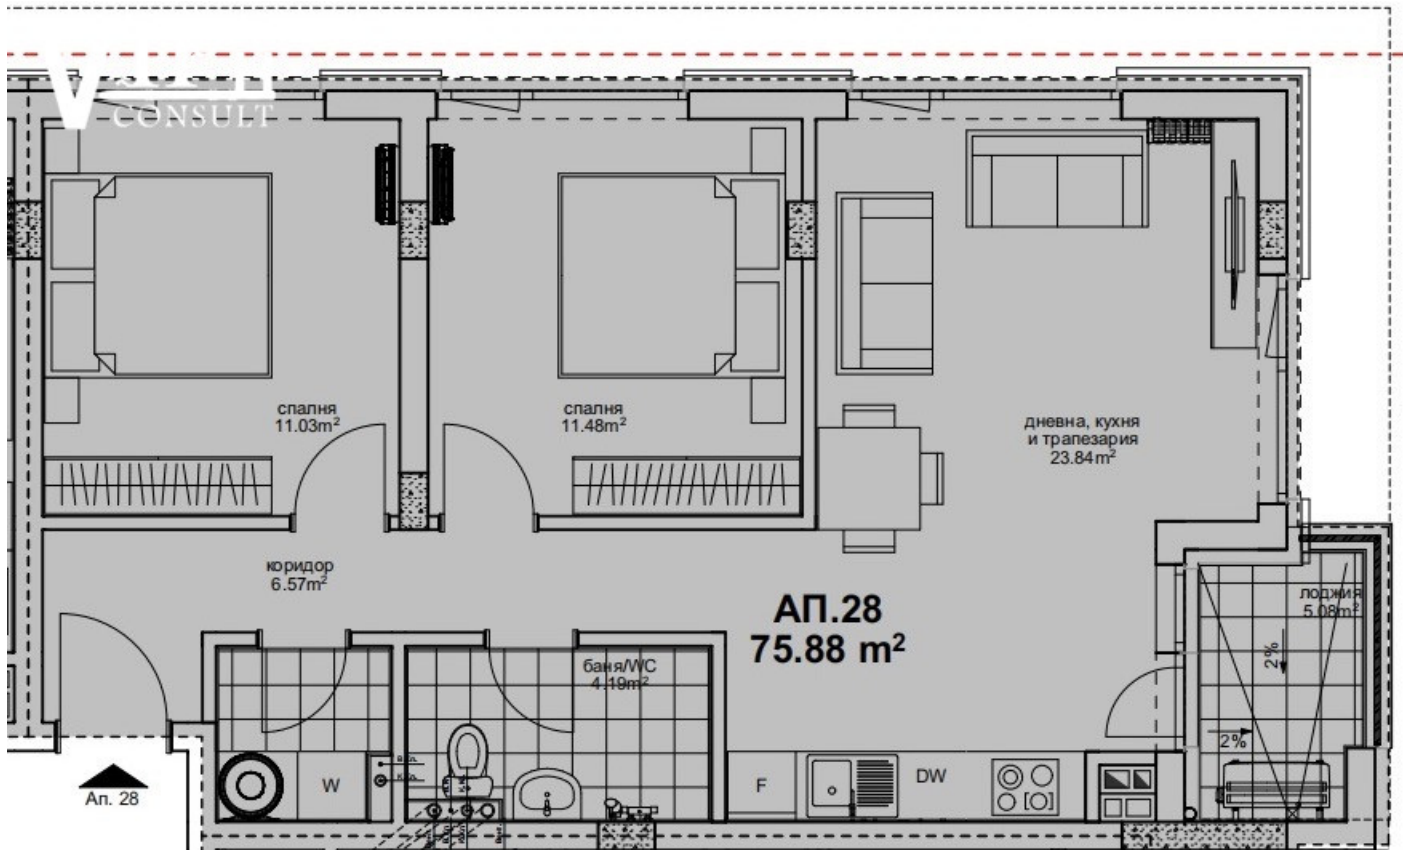 CONSULT
спалня
11.03m²
спалня
11.48m²
дневна, кухня
и трапезария
23.84m²
коридор
6.57m²
АП.28
75.88 m²
лоджия
5.08m²
2%
баня/WC
4.19m²
2%
W
F
DW
Ап. 28